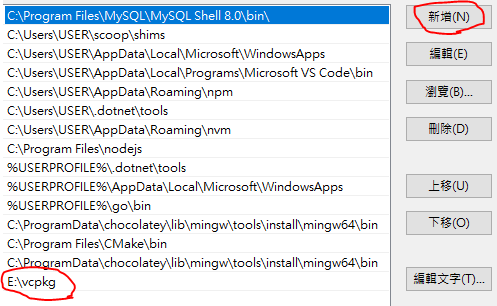 C:\Program Files\MySQL\MySQL Shell 8.0\bin\
C:\Users\USER\scoop\shims
C:\Users\USER\AppData\Local\Microsoft\WindowsApps
C:\Users\USER\AppData\Local\Programs\Microsoft VS Code\bin
C:\Users\USER\AppData\Roaming\npm
C:\Users\USER\.dotnet\tools
C:\Users\USER\AppData\Roaming\nvm
C:\Program Files\nodejs
%USERPROFILE%\.dotnet\tools
%USERPROFILE%\AppData\Local\Microsoft\WindowsApps
%USERPROFILE%\go\bin
C:\ProgramData\chocolatey\lib\mingw\tools\install\mingw64\bin
C:\Program Files\CMake\bin
C:\ProgramData\chocolatey\lib\mingw\tools\install\mingw64\bin
E:\vcpkg
新增(N)
編輯(E)
瀏覽(B)...
刪除(D)
上移(U)
下移(O)
編輯文字(T)...